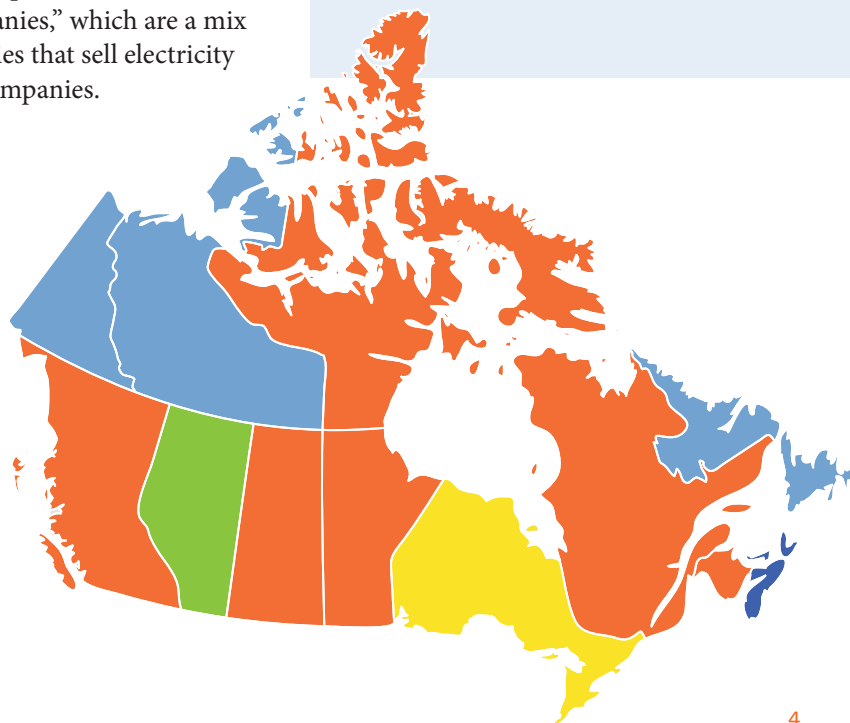 anies,” which are a mix
es that sell electricity
mpanies.
4